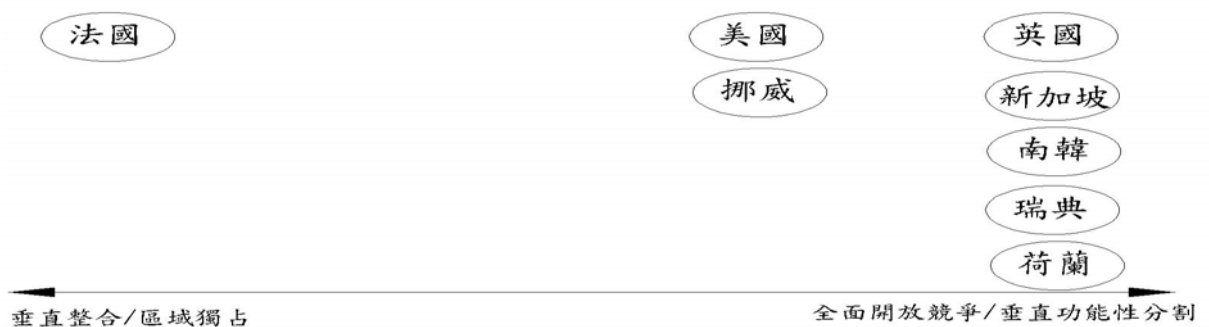 法國 美國 英國
挪威 新加坡
南韓
瑞典
荷蘭
垂直整合/區域獨占 全面開放競爭/垂直功能性分割